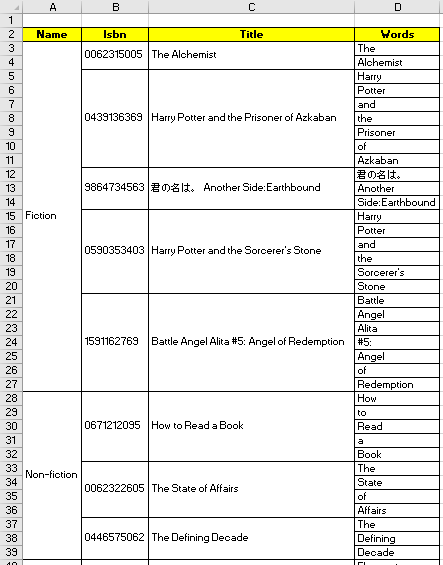 A B C D
1
2 Name Isbn Title Words
3 0062315005 The Alchemist The
4 Alchemist
5 Harry
6 Potter
7 and
8 0439136369 Harry Potter and the Prisoner of Azkaban the
9 Prisoner
10 of
11 Azkaban
12 君の名は。
13 9864734563 君の名は。 Another Side:Earthbound Another
14 Side:Earthbound
15 Fiction Harry
16 Potter
17 0590353403 Harry Potter and the Sorcerer's Stone and
18 the
19 Sorcerer's
20 Stone
21 Battle
22 Angel
23 Alita
24 1591162769 Battle Angel Alita #5: Angel of Redemption #5:
25 Angel
26 of
27 Redemption
28 How
29 to
30 0671212095 How to Read a Book Read
31 a
32 Book
33 Non-fiction The
34 0062322605 The State of Affairs State
35 of
36 Affairs
37 The
38 0446575062 The Defining Decade Defining
39 Decade